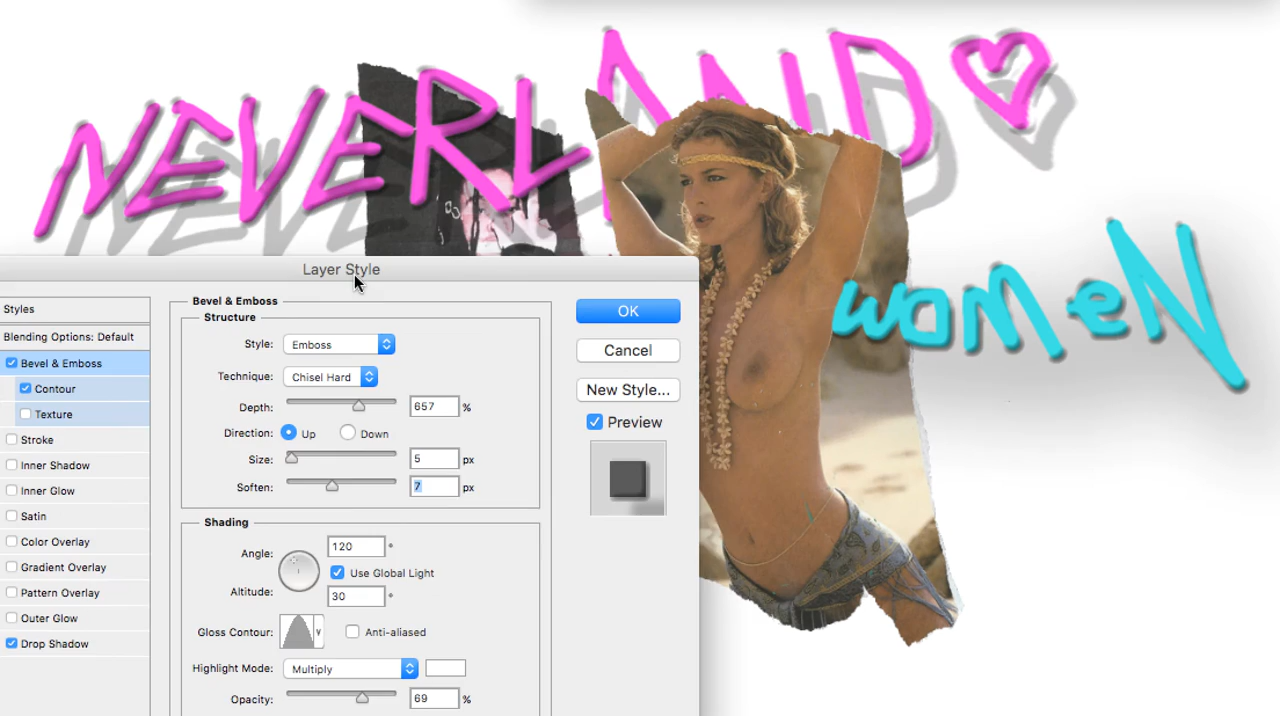 NEVERLAND
womeN
Layer Style
Styles
Blending Options: Default
Bevel & Emboss
Contour
Texture
Stroke
Inner Shadow
Inner Glow
Satin
Color Overlay
Gradient Overlay
Pattern Overlay
Outer Glow
Drop Shadow
Bevel & Emboss
Structure
Style: Emboss
Technique: Chisel Hard
Depth: 657 %
Direction: Up Down
Size: 5 px
Soften: 7 px
Shading
Angle: 120 °
Use Global Light
Altitude: 30 °
Gloss Contour: Anti-aliased
Highlight Mode: Multiply
Opacity: 69 %
OK
Cancel
New Style...
Preview